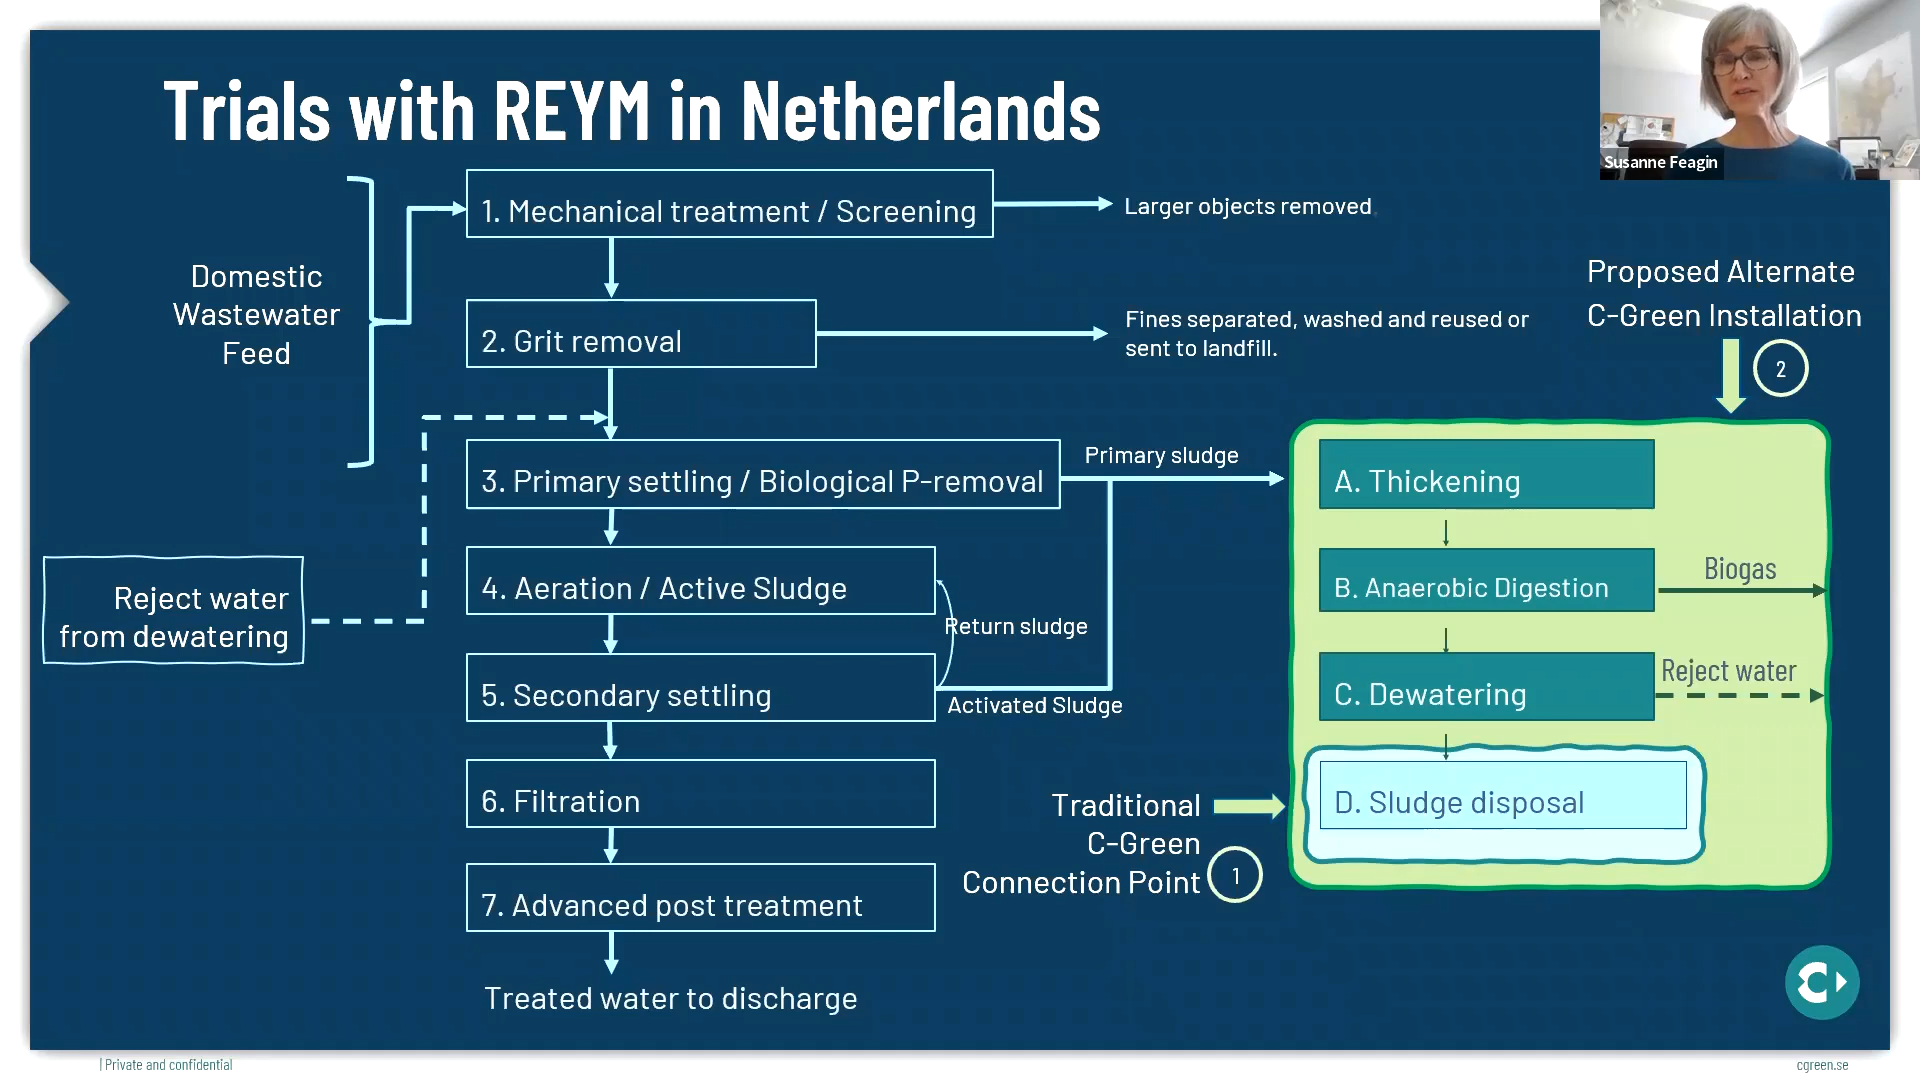 Trials with REYM in Netherlands
Susanne Feagin
1. Mechanical treatment / Screening
Larger objects removed.
Domestic
Wastewater
Feed
2. Grit removal
Fines separated, washed and reused or
sent to landfill.
Proposed Alternate
C-Green Installation
2
3. Primary settling / Biological P-removal
Primary sludge
A. Thickening
4. Aeration / Active Sludge
B. Anaerobic Digestion
Biogas
Reject water
from dewatering
Return sludge
5. Secondary settling
Activated Sludge
C. Dewatering
Reject water
6. Filtration
Traditional
C-Green
Connection Point
1
D. Sludge disposal
7. Advanced post treatment
Treated water to discharge
| Private and confidential
cgreen.se